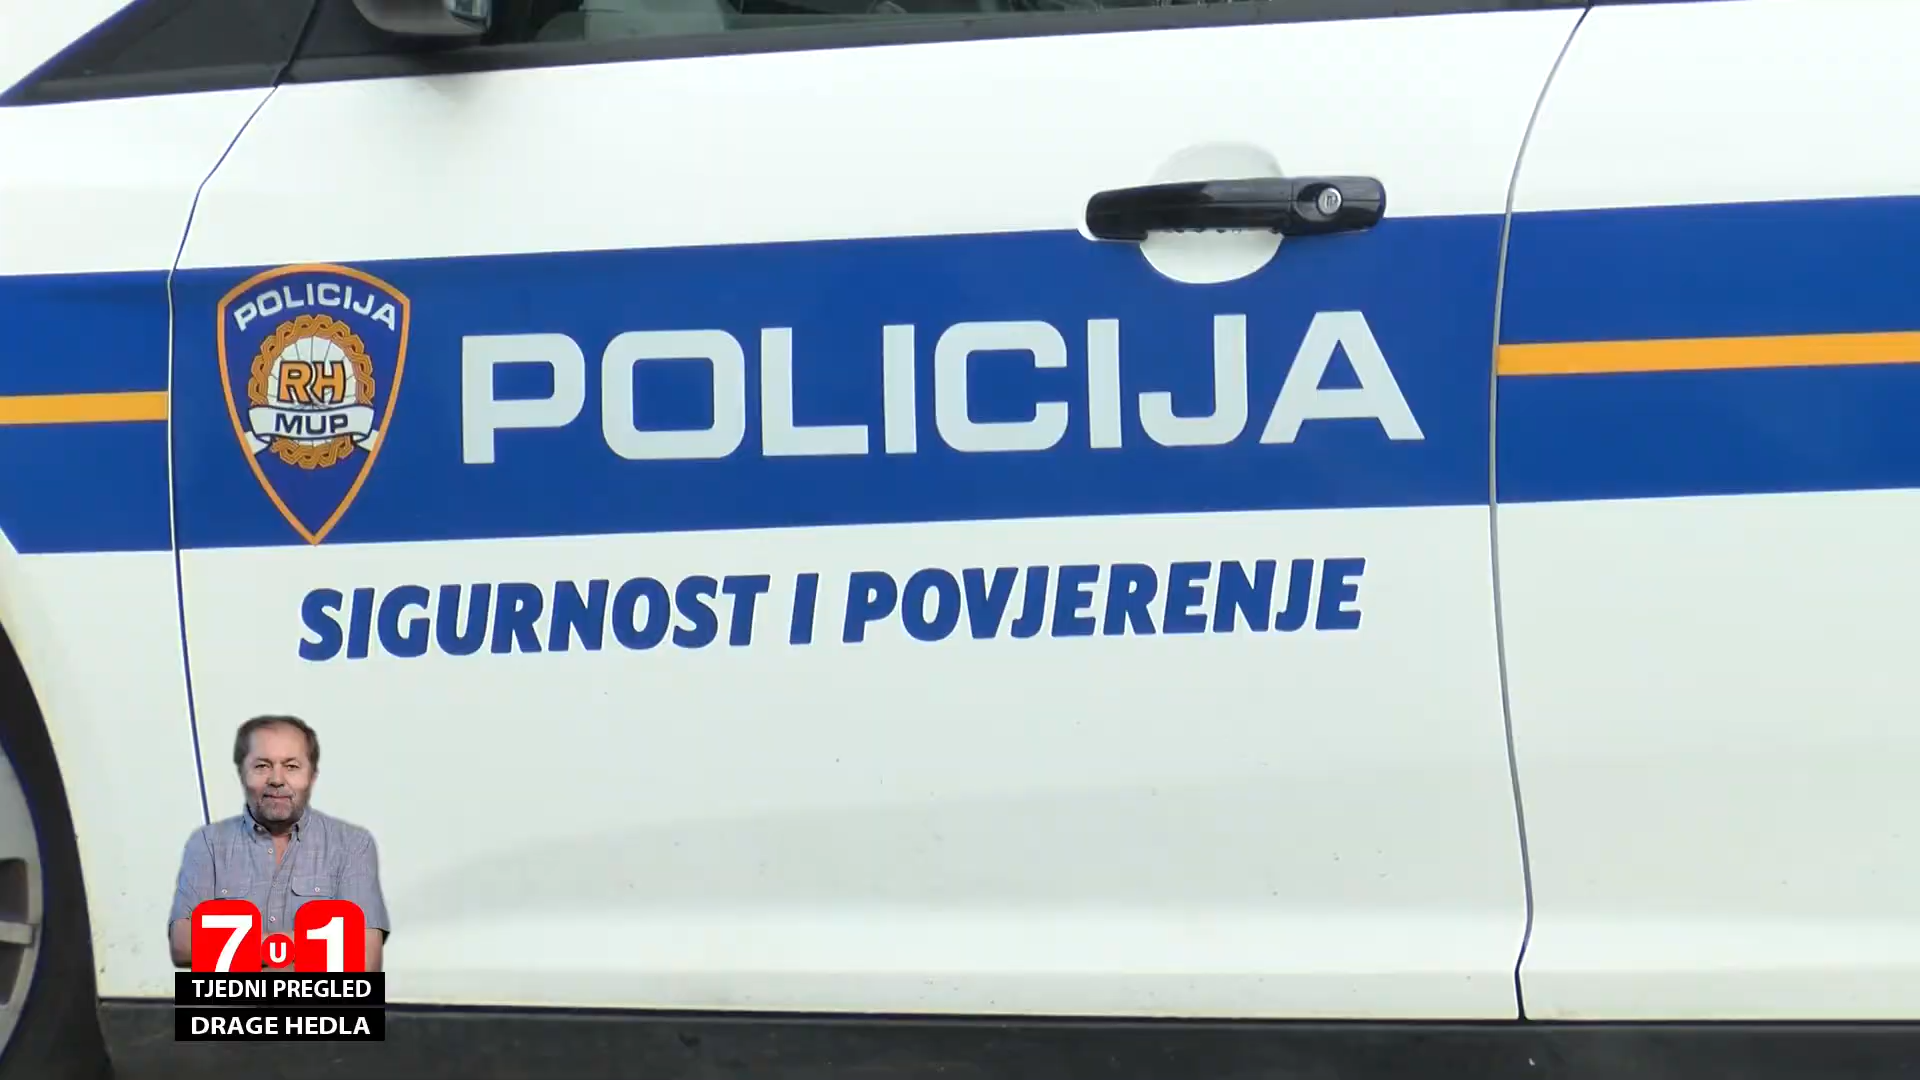 POLICIJA
RH
MUP
POLICIJA
SIGURNOST I POVJERENJE
7 U 1
TJEDNI PREGLED
DRAGE HEDLA